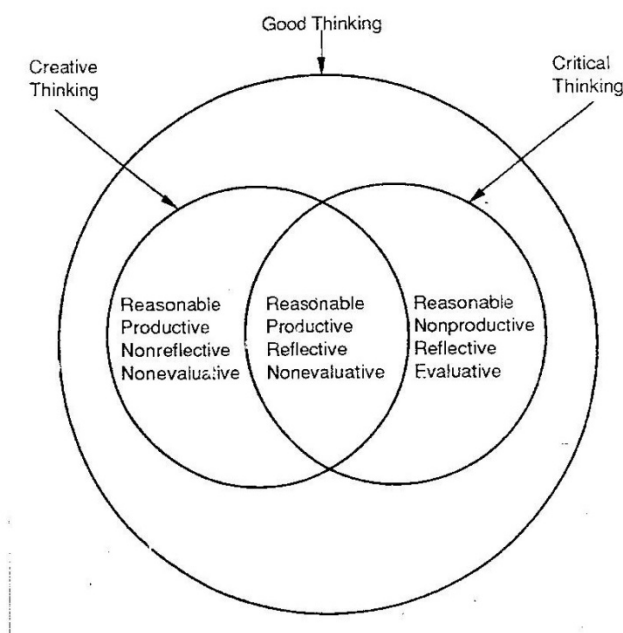 Good Thinking
Creative
Thinking
Critical
Thinking
Reasonable
Productive
Nonreflective
Nonevaluative
Reasonable
Productive
Reflective
Nonevaluative
Reasonable
Nonproductive
Reflective
Evaluative